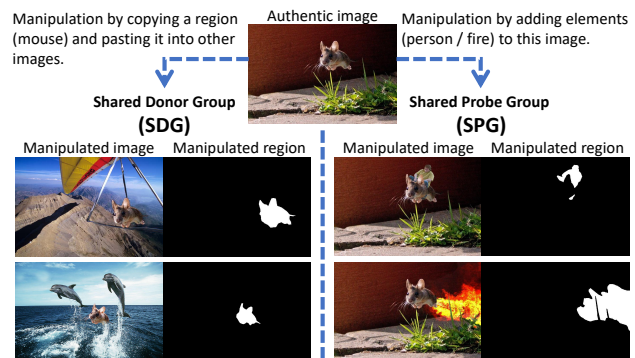 Manipulation by copying a region
(mouse) and pasting it into other
images.
Authentic image
Manipulation by adding elements
(person / fire) to this image.
Shared Donor Group
(SDG)
Shared Probe Group
(SPG)
Manipulated image
Manipulated region
Manipulated image
Manipulated region